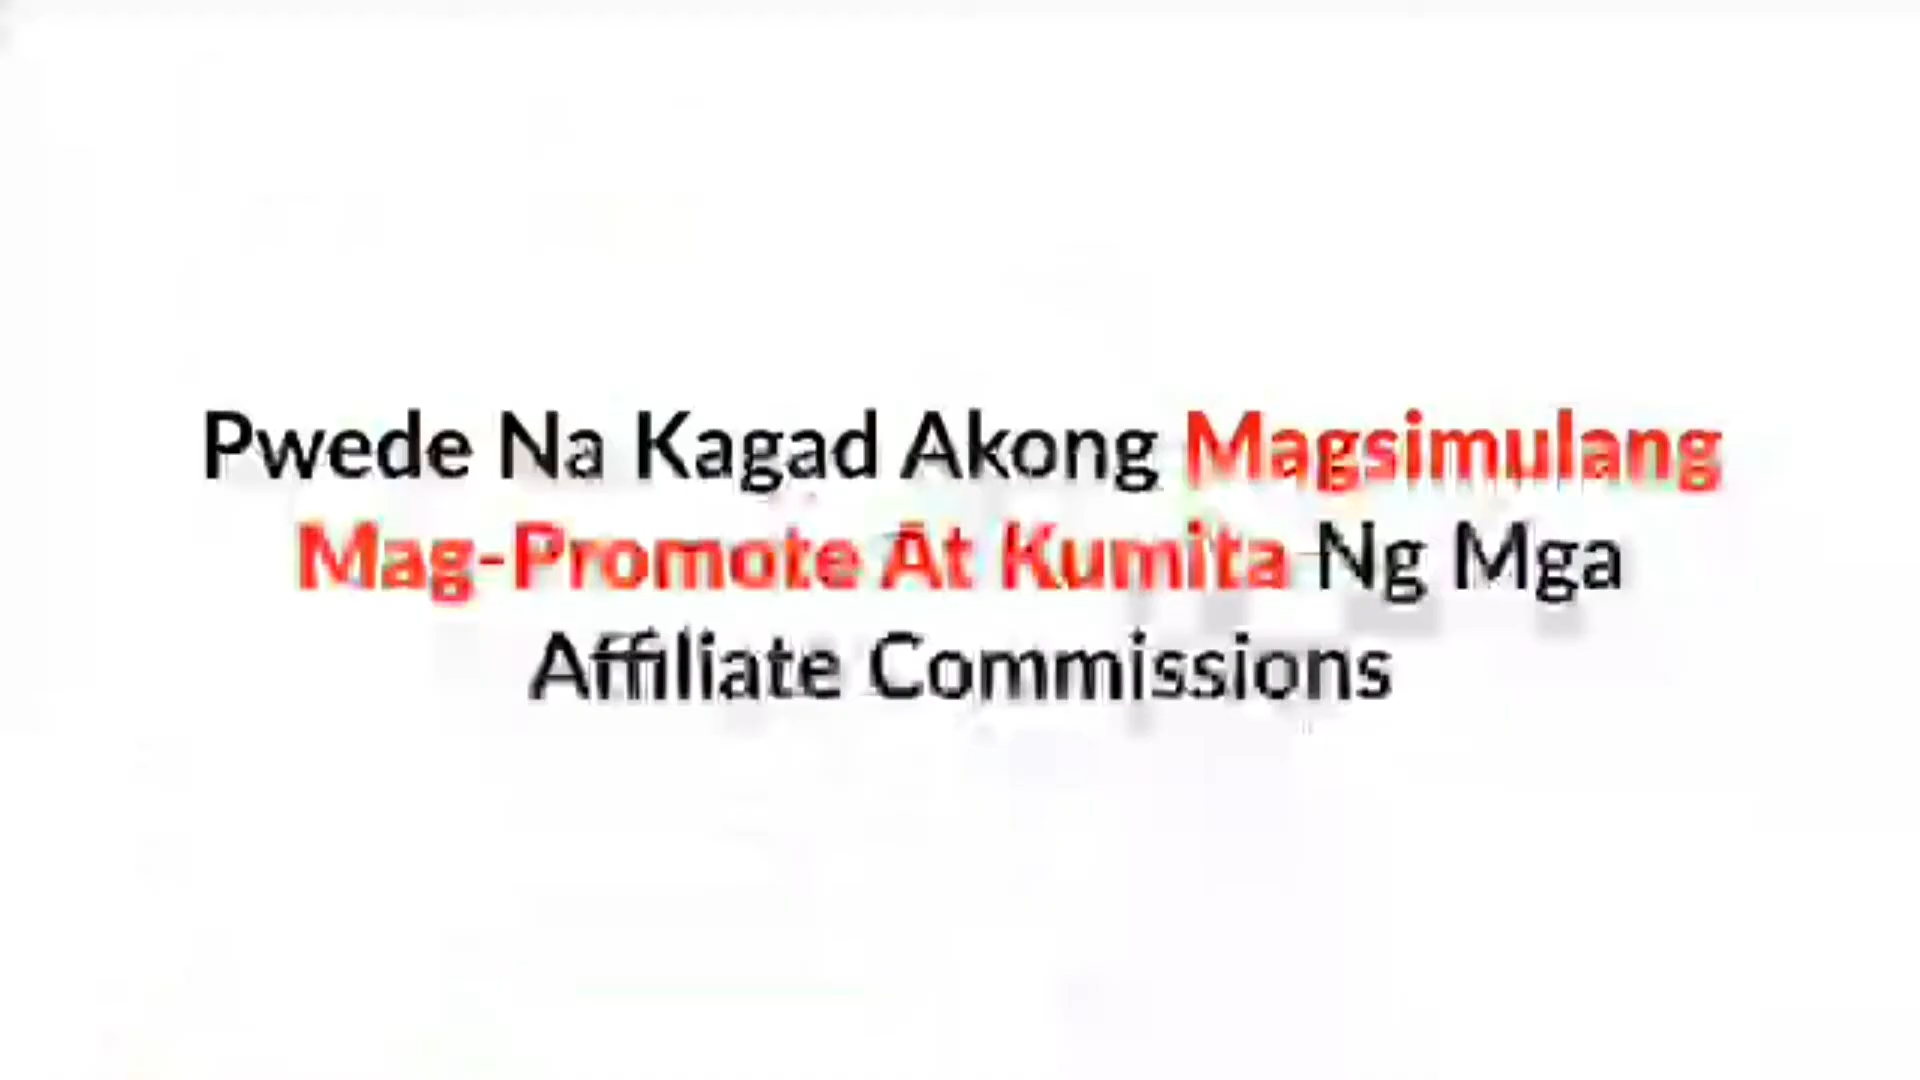 Pwede Na Kagad Akong Magsimulang
Mag-Promote At Kumita Ng Mga
Affiliate Commissions